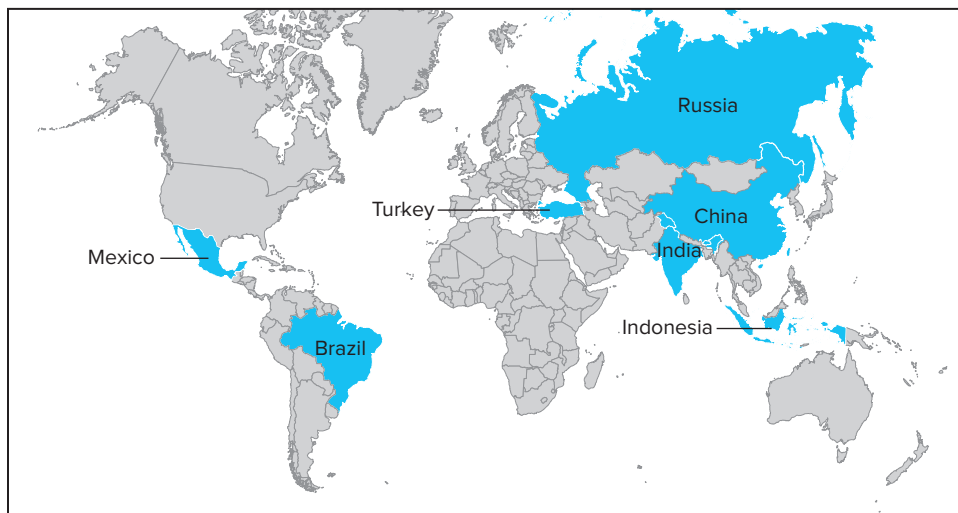 Russia
Turkey
China
Mexico
India
Indonesia
Brazil